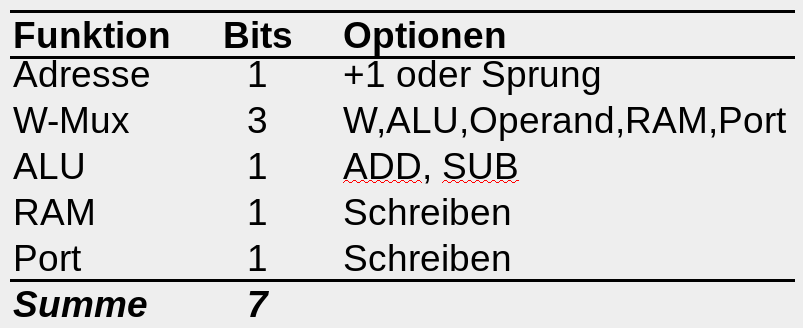 Funktion Bits Optionen
Adresse 1 +1 oder Sprung
W-Mux 3 W,ALU,Operand,RAM,Port
ALU 1 ADD, SUB
RAM 1 Schreiben
Port 1 Schreiben
Summe 7